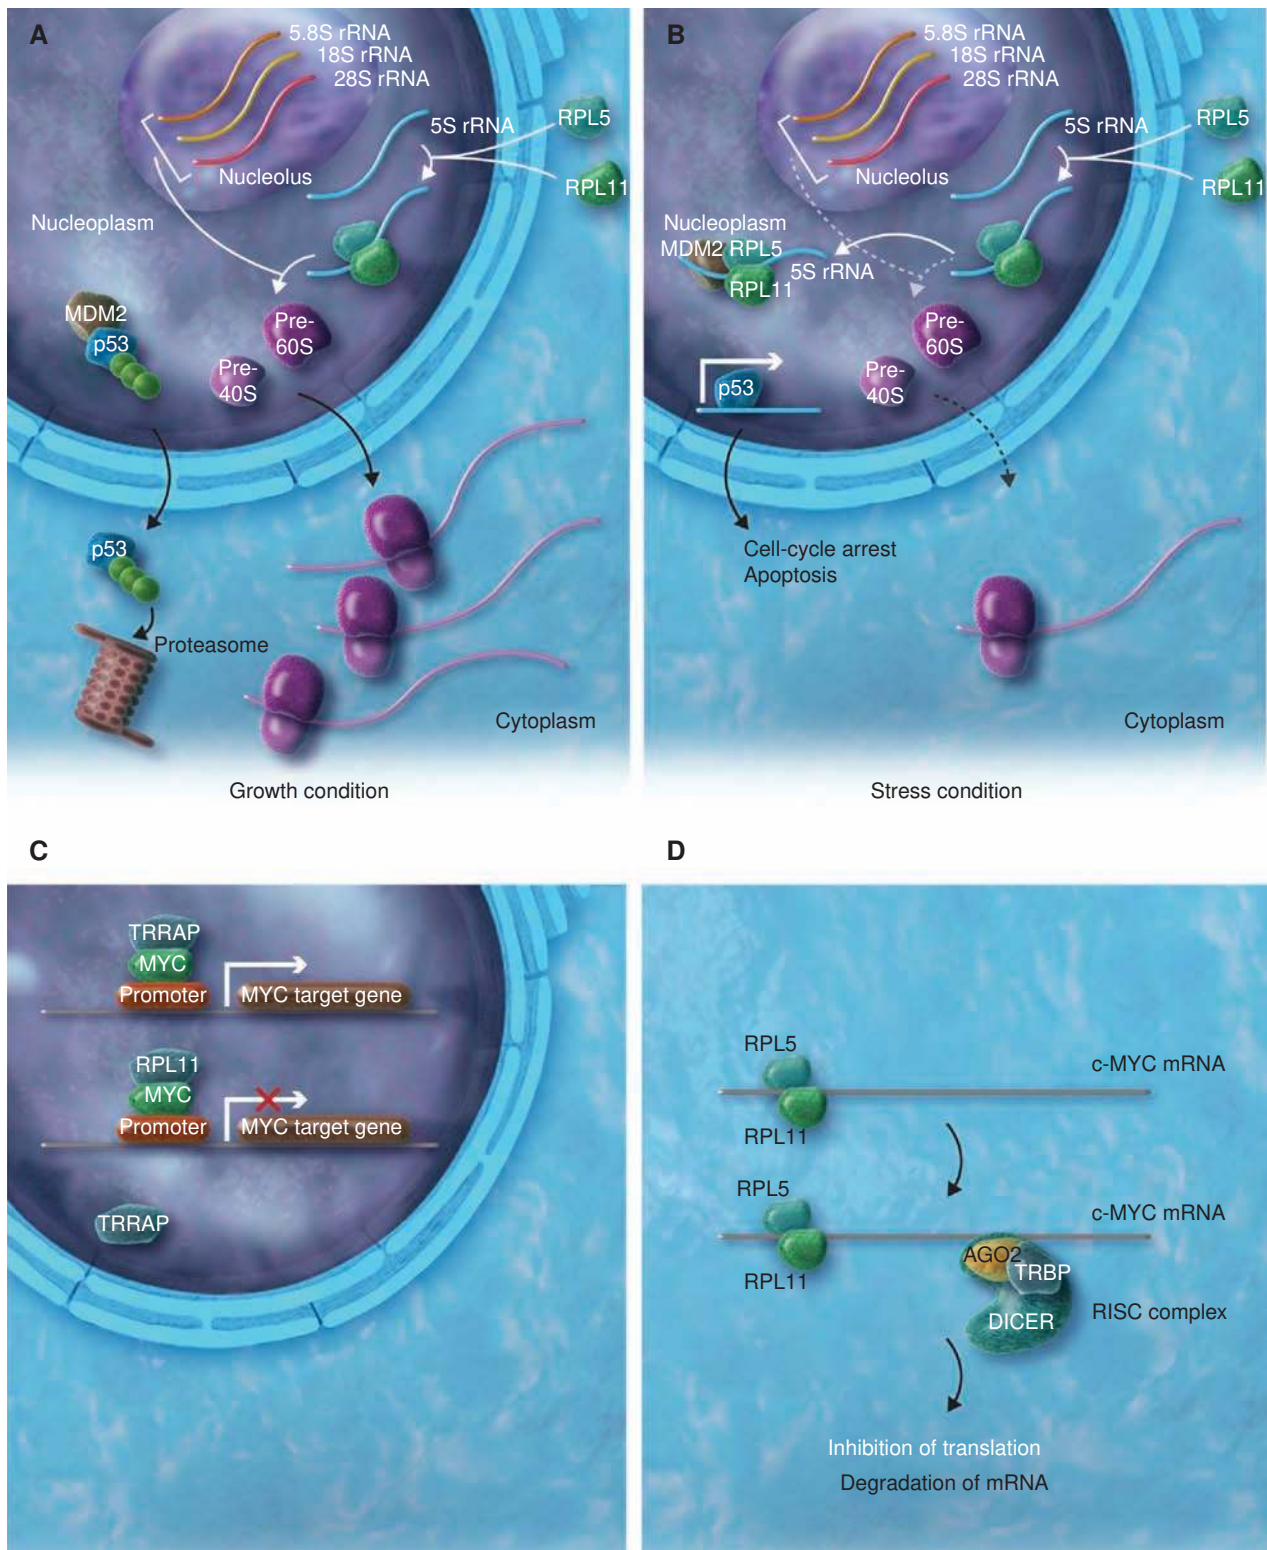 A
5.8S rRNA
18S rRNA
28S rRNA
5S rRNA
RPL5
RPL11
Nucleolus
Nucleoplasm
MDM2
p53
Pre-
60S
Pre-
40S
p53
Proteasome
Cytoplasm
Growth condition
B
5.8S rRNA
18S rRNA
28S rRNA
5S rRNA
RPL5
RPL11
Nucleolus
Nucleoplasm
MDM2 RPL5
5S rRNA
RPL11
Pre-
60S
Pre-
40S
p53
Cell-cycle arrest
Apoptosis
Cytoplasm
Stress condition
C
TRRAP
MYC
Promoter
MYC target gene
RPL11
MYC
Promoter
MYC target gene
TRRAP
D
RPL5
c-MYC mRNA
RPL11
RPL5
c-MYC mRNA
RPL11
AGO2
TRBP
DICER
RISC complex
Inhibition of translation
Degradation of mRNA